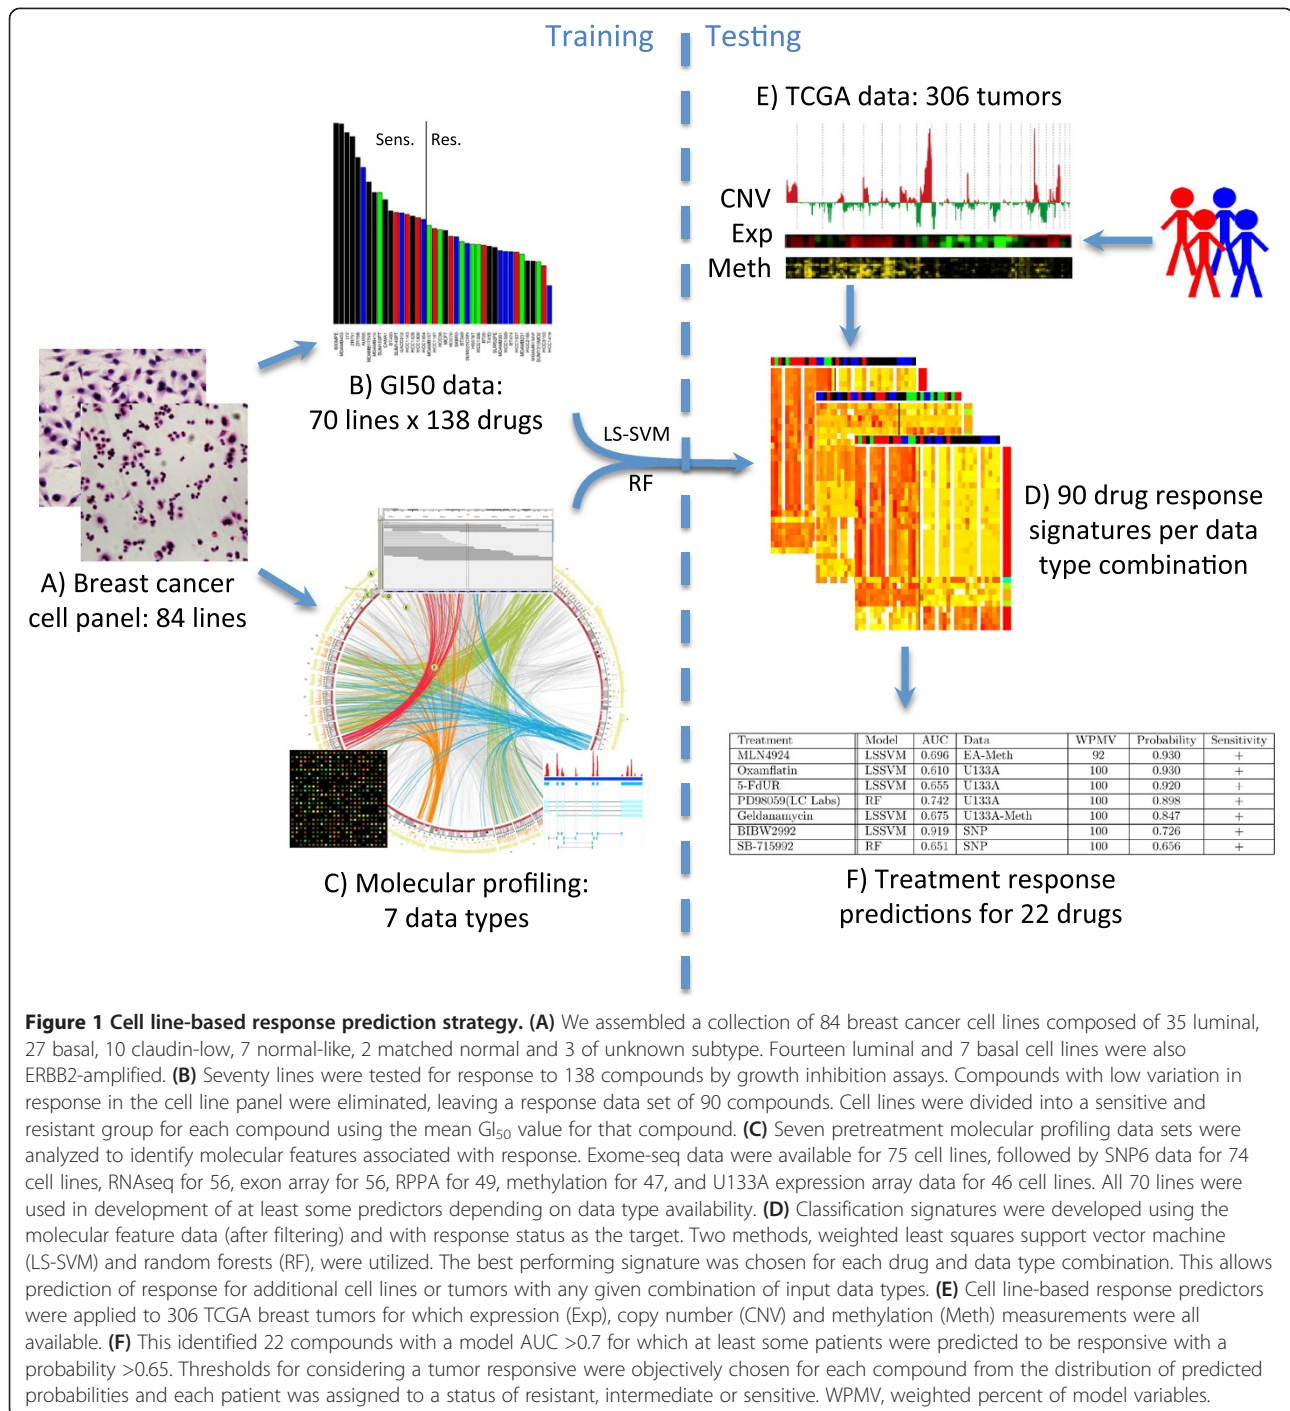 Training
Testing
E) TCGA data: 306 tumors
Sens.
Res.
CNV
Exp
Meth
B) GI50 data:
70 lines x 138 drugs
LS-SVM
RF
D) 90 drug response
signatures per data
type combination
A) Breast cancer
cell panel: 84 lines
C) Molecular profiling:
7 data types
Treatment Model AUC Data WPMV Probability Sensitivity
MLN4924 LSSVM 0.696 EA-Meth 92 0.930 +
Oxamflatin LSSVM 0.610 U133A 100 0.930 +
5-FdUR LSSVM 0.655 U133A 100 0.920 +
PD98059(LC Labs) RF 0.742 U133A 100 0.898 +
Geldanamycin LSSVM 0.675 U133A-Meth 100 0.847 +
BIBW2992 LSSVM 0.919 SNP 100 0.726 +
SB-715992 RF 0.651 SNP 100 0.656 +
F) Treatment response
predictions for 22 drugs
Figure 1 Cell line-based response prediction strategy. (A) We assembled a collection of 84 breast cancer cell lines composed of 35 luminal,
27 basal, 10 claudin-low, 7 normal-like, 2 matched normal and 3 of unknown subtype. Fourteen luminal and 7 basal cell lines were also
ERBB2-amplified. (B) Seventy lines were tested for response to 138 compounds by growth inhibition assays. Compounds with low variation in
response in the cell line panel were eliminated, leaving a response data set of 90 compounds. Cell lines were divided into a sensitive and
resistant group for each compound using the mean GI50 value for that compound. (C) Seven pretreatment molecular profiling data sets were
analyzed to identify molecular features associated with response. Exome-seq data were available for 75 cell lines, followed by SNP6 data for 74
cell lines, RNAseq for 56, exon array for 56, RPPA for 49, methylation for 47, and U133A expression array data for 46 cell lines. All 70 lines were
used in development of at least some predictors depending on data type availability. (D) Classification signatures were developed using the
molecular feature data (after filtering) and with response status as the target. Two methods, weighted least squares support vector machine
(LS-SVM) and random forests (RF), were utilized. The best performing signature was chosen for each drug and data type combination. This allows
prediction of response for additional cell lines or tumors with any given combination of input data types. (E) Cell line-based response predictors
were applied to 306 TCGA breast tumors for which expression (Exp), copy number (CNV) and methylation (Meth) measurements were all
available. (F) This identified 22 compounds with a model AUC >0.7 for which at least some patients were predicted to be responsive with a
probability >0.65. Thresholds for considering a tumor responsive were objectively chosen for each compound from the distribution of predicted
probabilities and each patient was assigned to a status of resistant, intermediate or sensitive. WPMV, weighted percent of model variables.